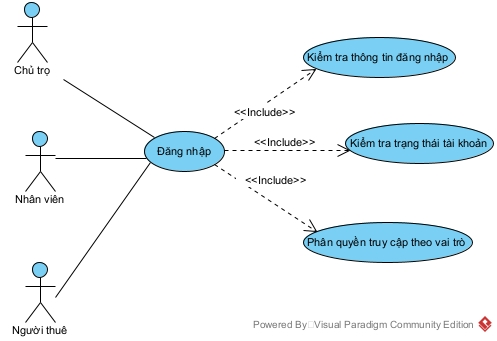 Chủ trọ
Nhân viên
Người thuê
Đăng nhập
<<Include>>
<<Include>>
<<Include>>
Kiểm tra thông tin đăng nhập
Kiểm tra trạng thái tài khoản
Phân quyền truy cập theo vai trò
Powered By Visual Paradigm Community Edition